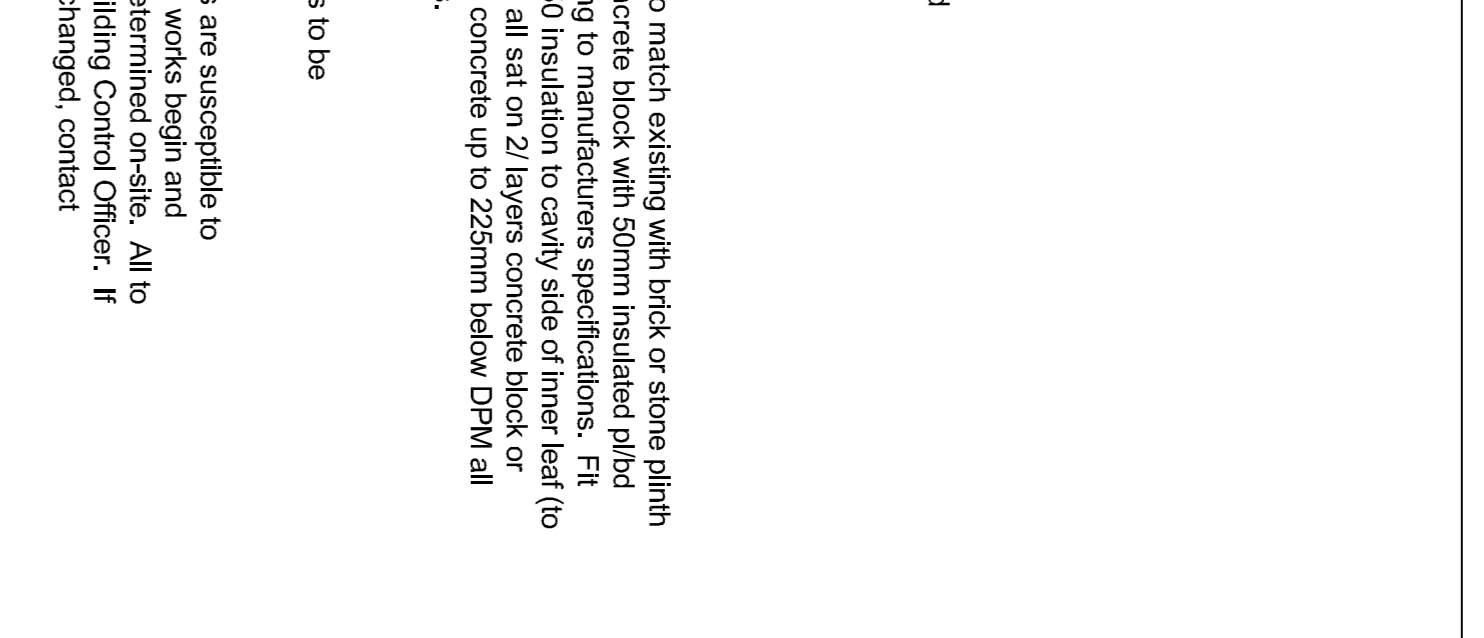 d
o match existing with brick or stone plinth
ncrete block with 50mm insulated pl/bd
ng to manufacturers specifications. Fit
insulation to cavity side of inner leaf (to
all sat on 2/ layers concrete block or
concrete up to 225mm below DPM all
s to be
s are susceptible to
works begin and
etermined on-site. All to
ilding Control Officer. If
changed, contact